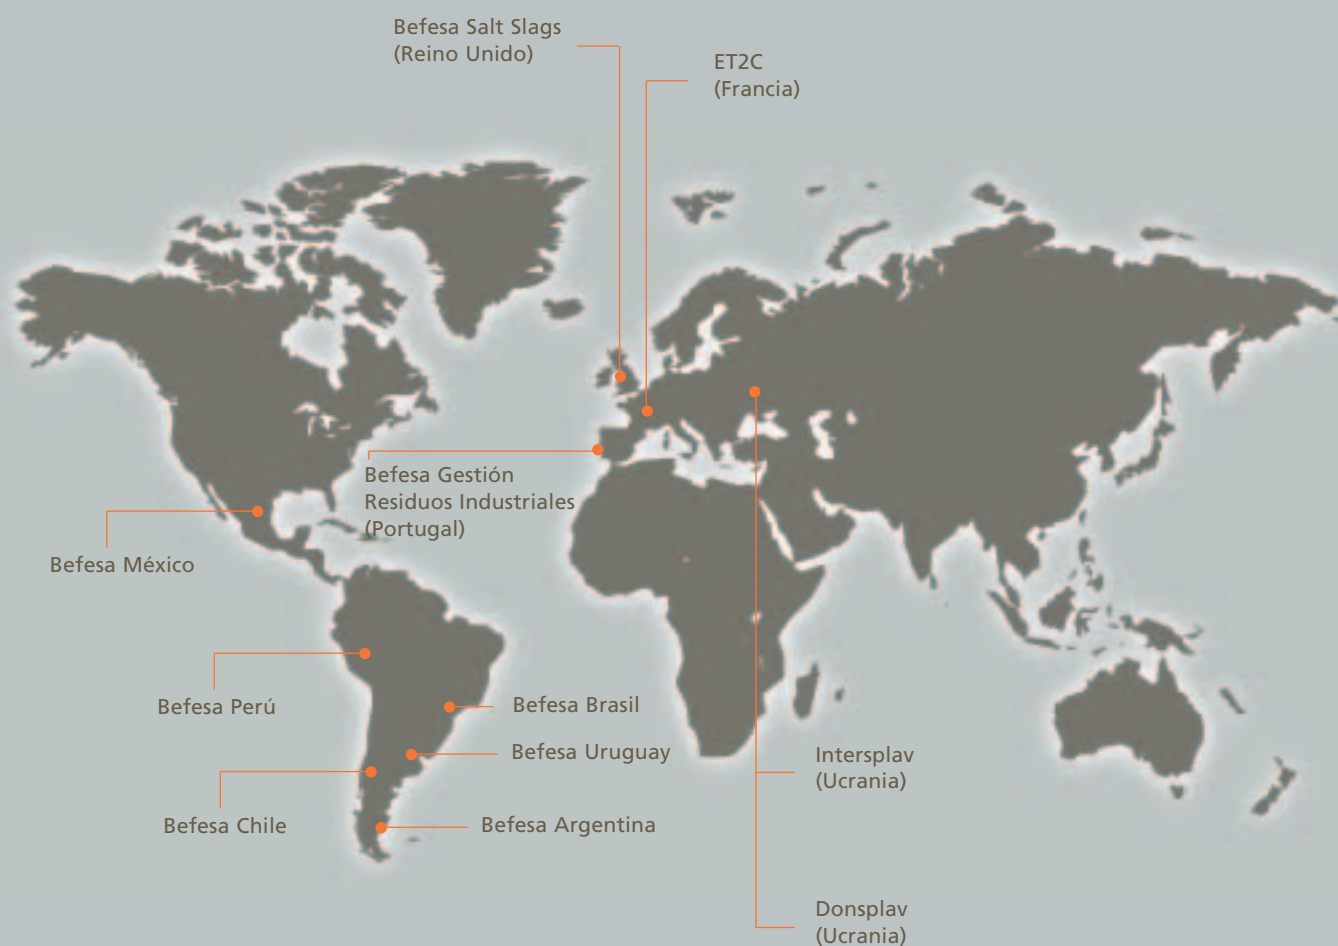 Befesa Salt Slags
(Reino Unido)
ET2C
(Francia)
Befesa Gestión
Residuos Industriales
(Portugal)
Befesa México
Befesa Perú
Befesa Brasil
Befesa Uruguay
Intersplav
(Ucrania)
Befesa Chile
Befesa Argentina
Donsplav
(Ucrania)